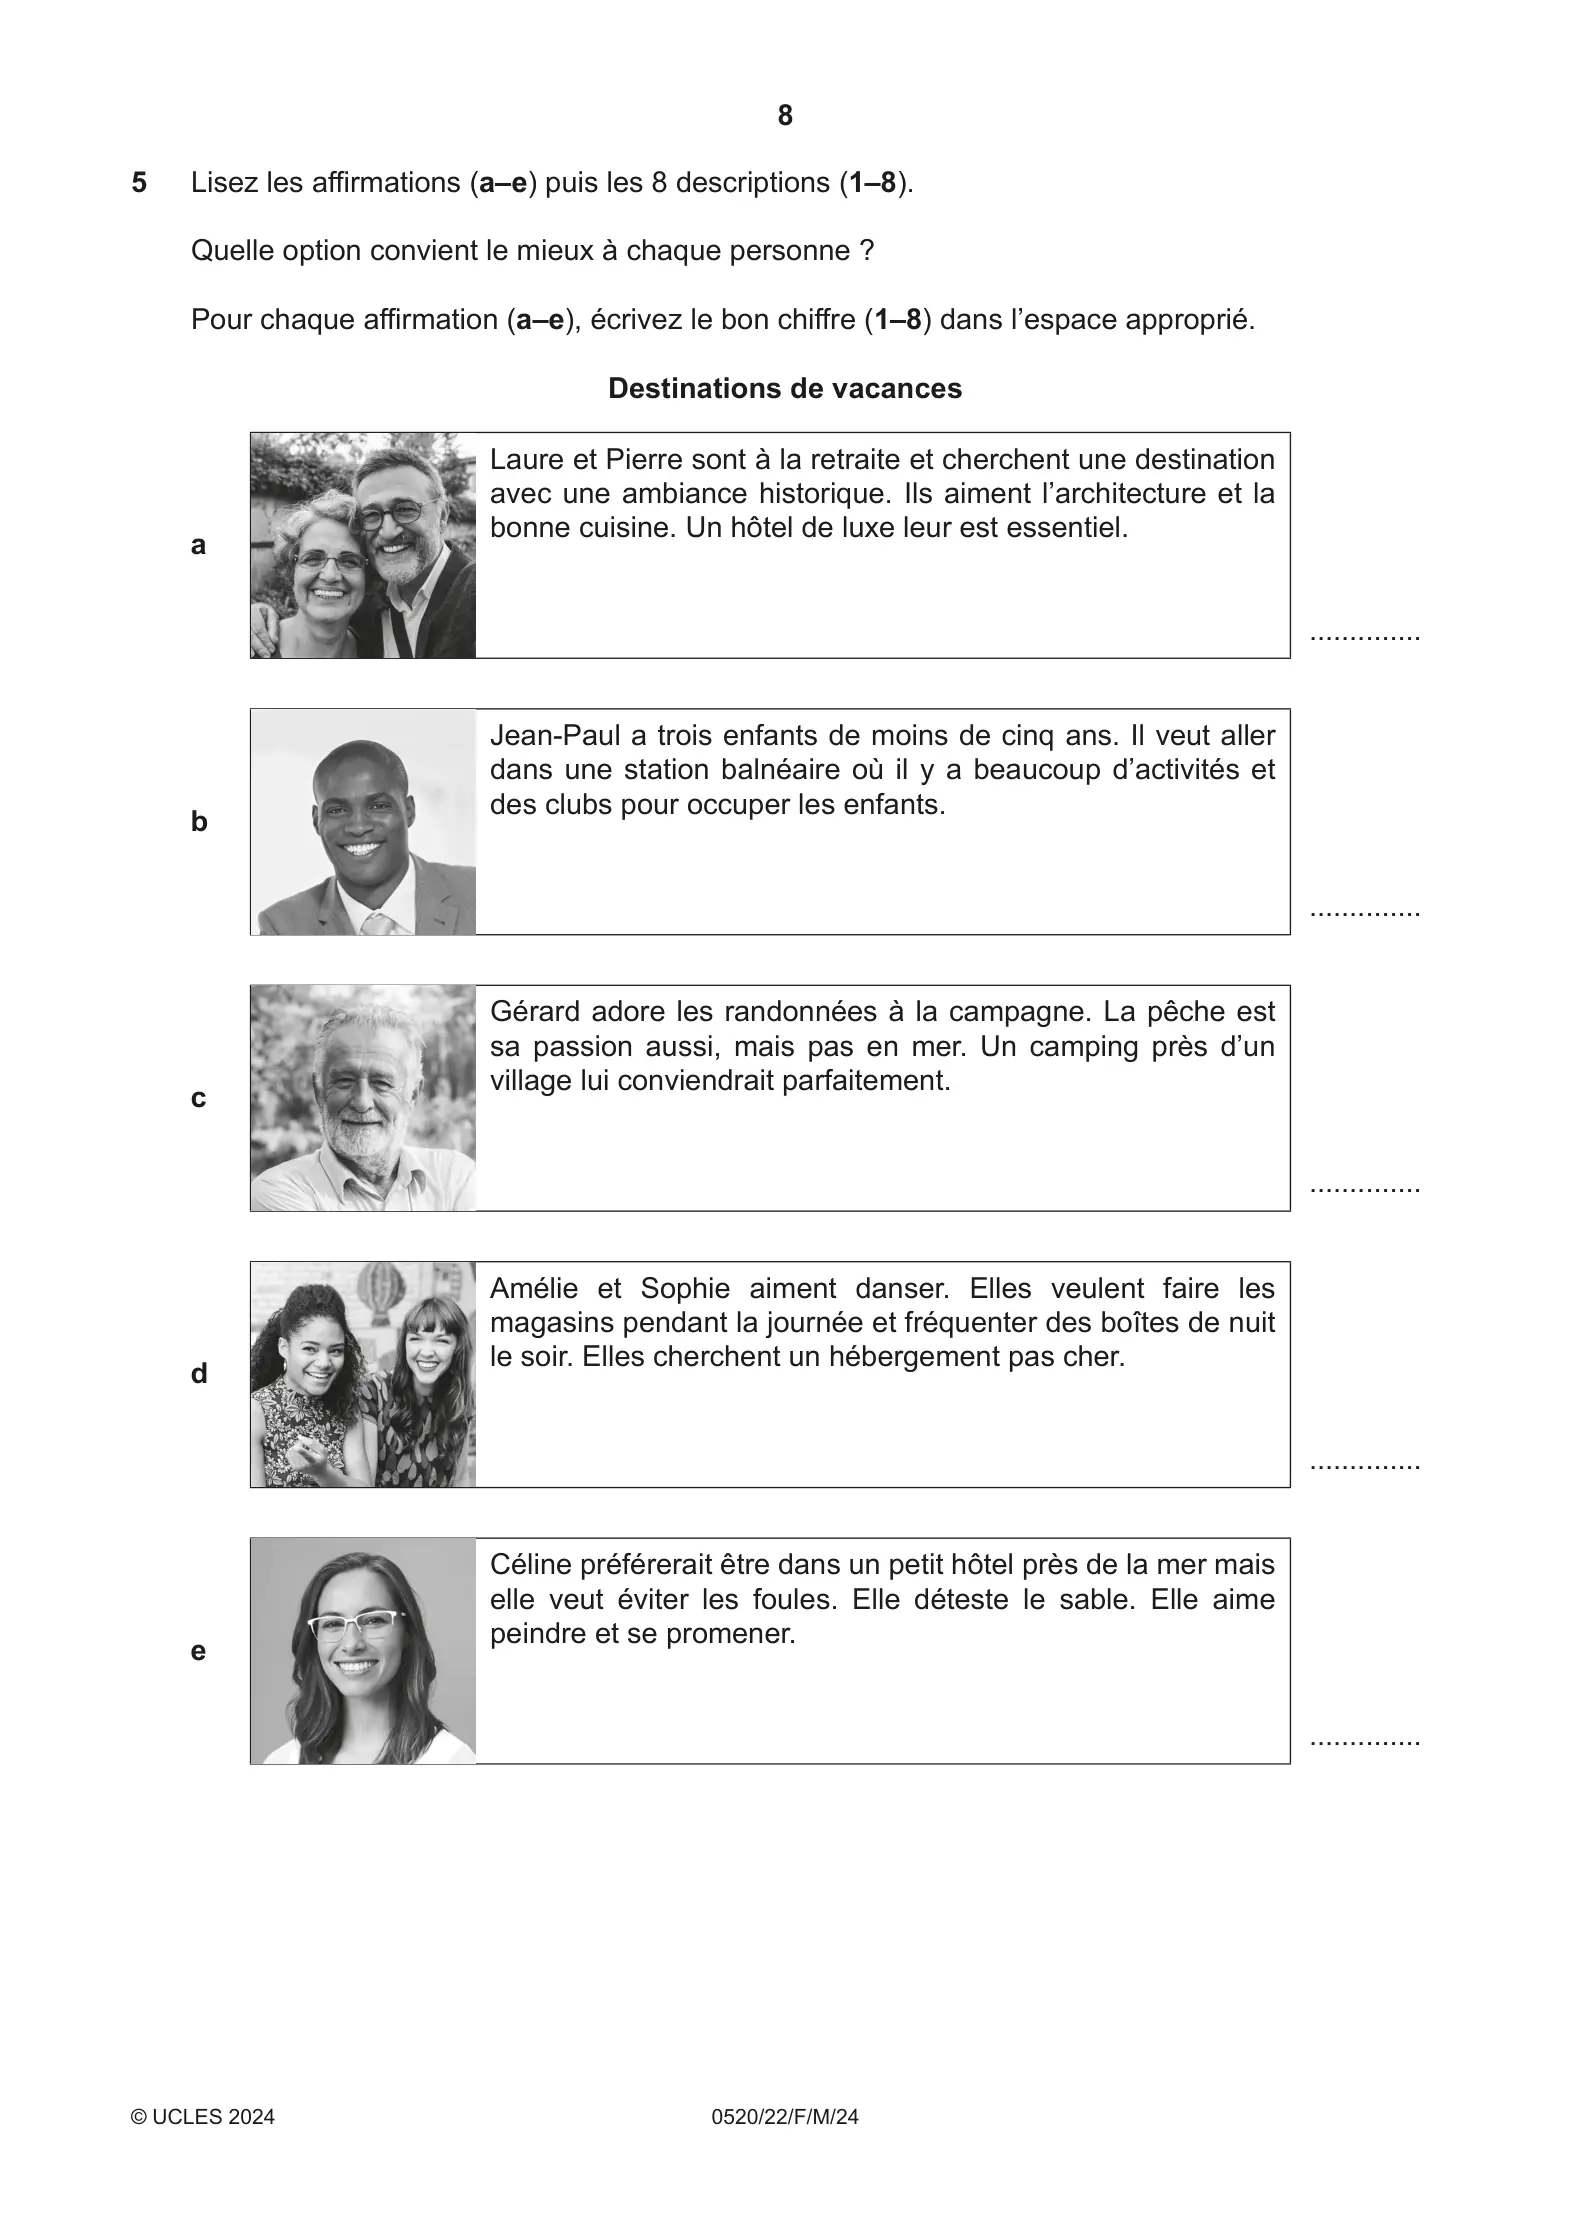 8
5 Lisez les affirmations (a–e) puis les 8 descriptions (1–8).
Quelle option convient le mieux à chaque personne ?
Pour chaque affirmation (a–e), écrivez le bon chiffre (1–8) dans l’espace approprié.
Destinations de vacances
a
Laure et Pierre sont à la retraite et cherchent une destination
avec une ambiance historique. Ils aiment l’architecture et la
bonne cuisine. Un hôtel de luxe leur est essentiel.
..............
b
Jean-Paul a trois enfants de moins de cinq ans. Il veut aller
dans une station balnéaire où il y a beaucoup d’activités et
des clubs pour occuper les enfants.
..............
c
Gérard adore les randonnées à la campagne. La pêche est
sa passion aussi, mais pas en mer. Un camping près d’un
village lui conviendrait parfaitement.
..............
d
Amélie et Sophie aiment danser. Elles veulent faire les
magasins pendant la journée et fréquenter des boîtes de nuit
le soir. Elles cherchent un hébergement pas cher.
..............
e
Céline préférerait être dans un petit hôtel près de la mer mais
elle veut éviter les foules. Elle déteste le sable. Elle aime
peindre et se promener.
..............
© UCLES 2024 0520/22/F/M/24